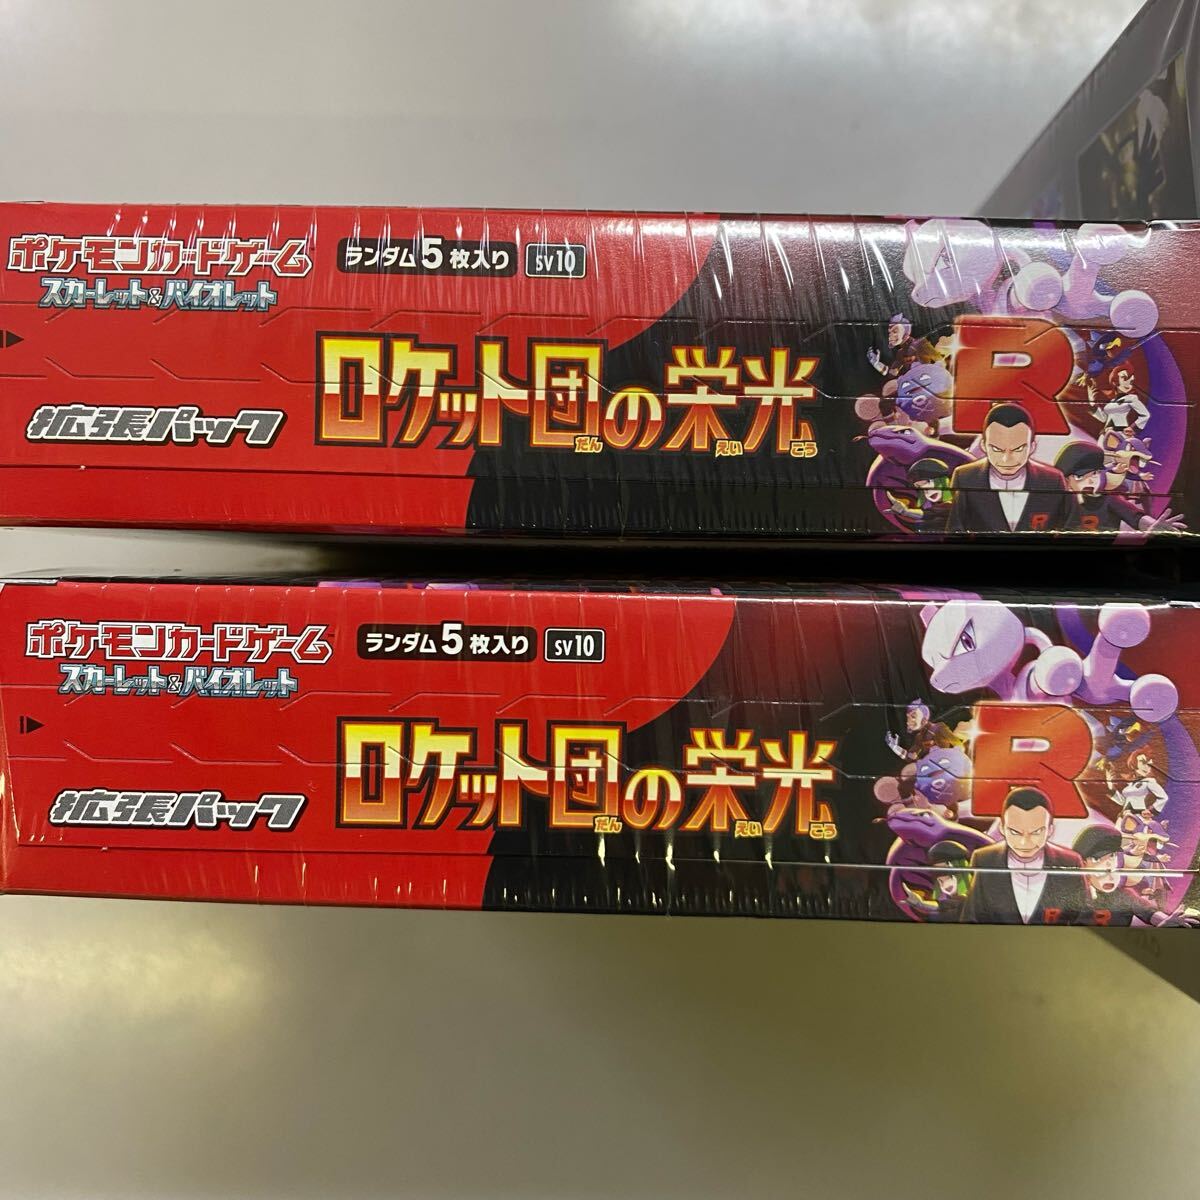 ポケモンカードゲーム™
ランダム5枚入り SV10
スカーレット&バイオレット
ロケット団の栄光
だん えい こう
拡張パック
R
R R
ポケモンカードゲーム™
ランダム5枚入り SV10
スカーレット&バイオレット
ロケット団の栄光
だん えい こう
拡張パック
R
R R